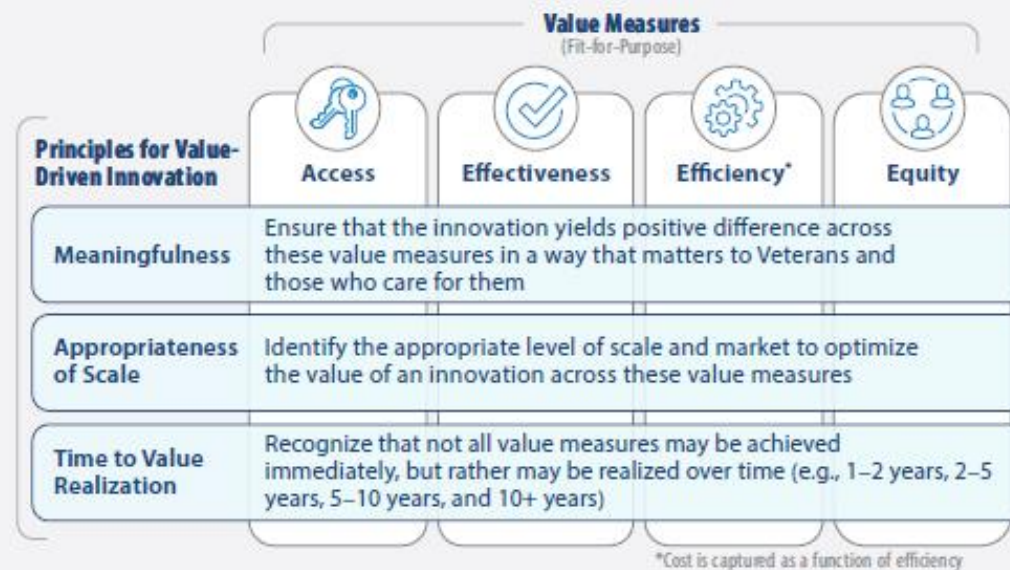 Value Measures
(Fit-for-Purpose)
Principles for Value-
Driven Innovation
Access
Effectiveness
Efficiency*
Equity
Meaningfulness
Ensure that the innovation yields positive difference across
these value measures in a way that matters to Veterans and
those who care for them
Appropriateness
of Scale
Identify the appropriate level of scale and market to optimize
the value of an innovation across these value measures
Time to Value
Realization
Recognize that not all value measures may be achieved
immediately, but rather may be realized over time (e.g., 1–2 years, 2–5
years, 5–10 years, and 10+ years)
*Cost is captured as a function of efficiency